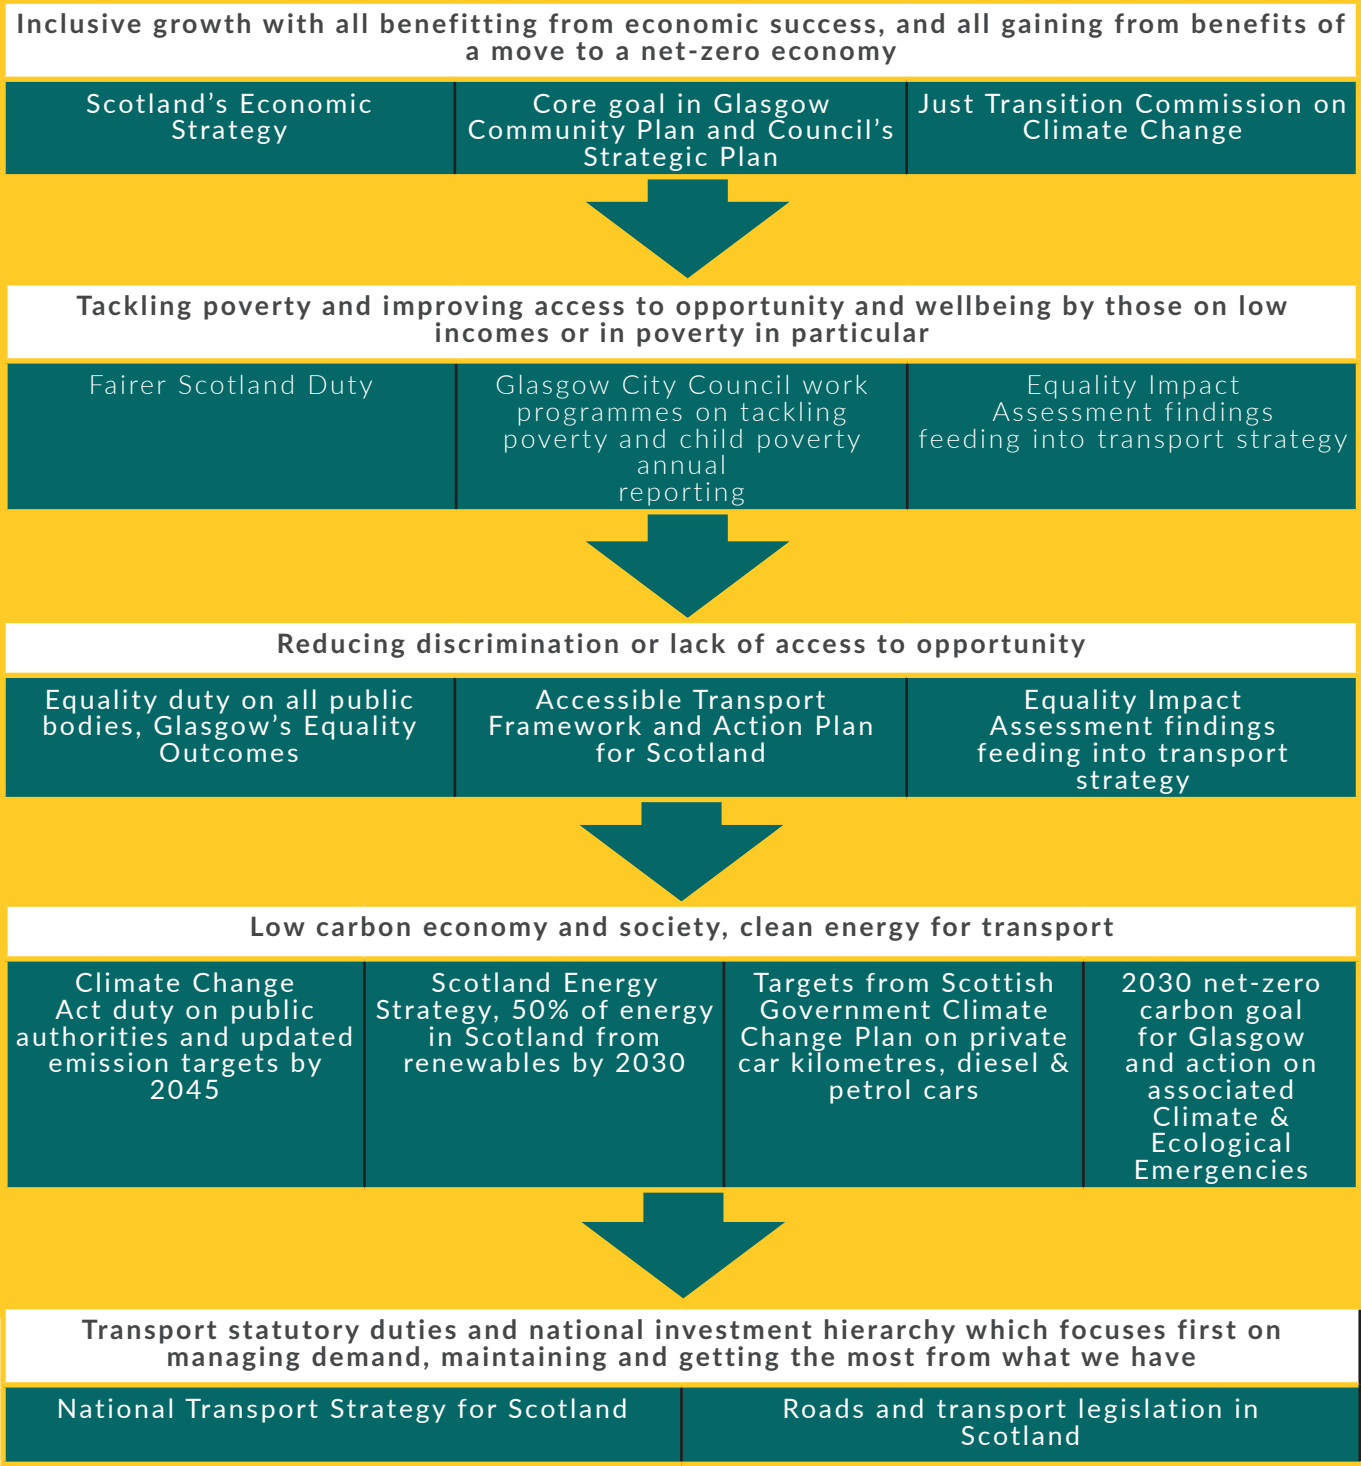 Inclusive growth with all benefitting from economic success, and all gaining from benefits of
a move to a net-zero economy
Scotland’s Economic
Strategy
Core goal in Glasgow
Community Plan and Council’s
Strategic Plan
Just Transition Commission on
Climate Change
Tackling poverty and improving access to opportunity and wellbeing by those on low
incomes or in poverty in particular
Fairer Scotland Duty
Glasgow City Council work
programmes on tackling
poverty and child poverty
annual
reporting
Equality Impact
Assessment findings
feeding into transport strategy
Reducing discrimination or lack of access to opportunity
Equality duty on all public
bodies, Glasgow’s Equality
Outcomes
Accessible Transport
Framework and Action Plan
for Scotland
Equality Impact
Assessment findings
feeding into transport
strategy
Low carbon economy and society, clean energy for transport
Climate Change
Act duty on public
authorities and updated
emission targets by
2045
Scotland Energy
Strategy, 50% of energy
in Scotland from
renewables by 2030
Targets from Scottish
Government Climate
Change Plan on private
car kilometres, diesel &
petrol cars
2030 net-zero
carbon goal
for Glasgow
and action on
associated
Climate &
Ecological
Emergencies
Transport statutory duties and national investment hierarchy which focuses first on
managing demand, maintaining and getting the most from what we have
National Transport Strategy for Scotland
Roads and transport legislation in
Scotland